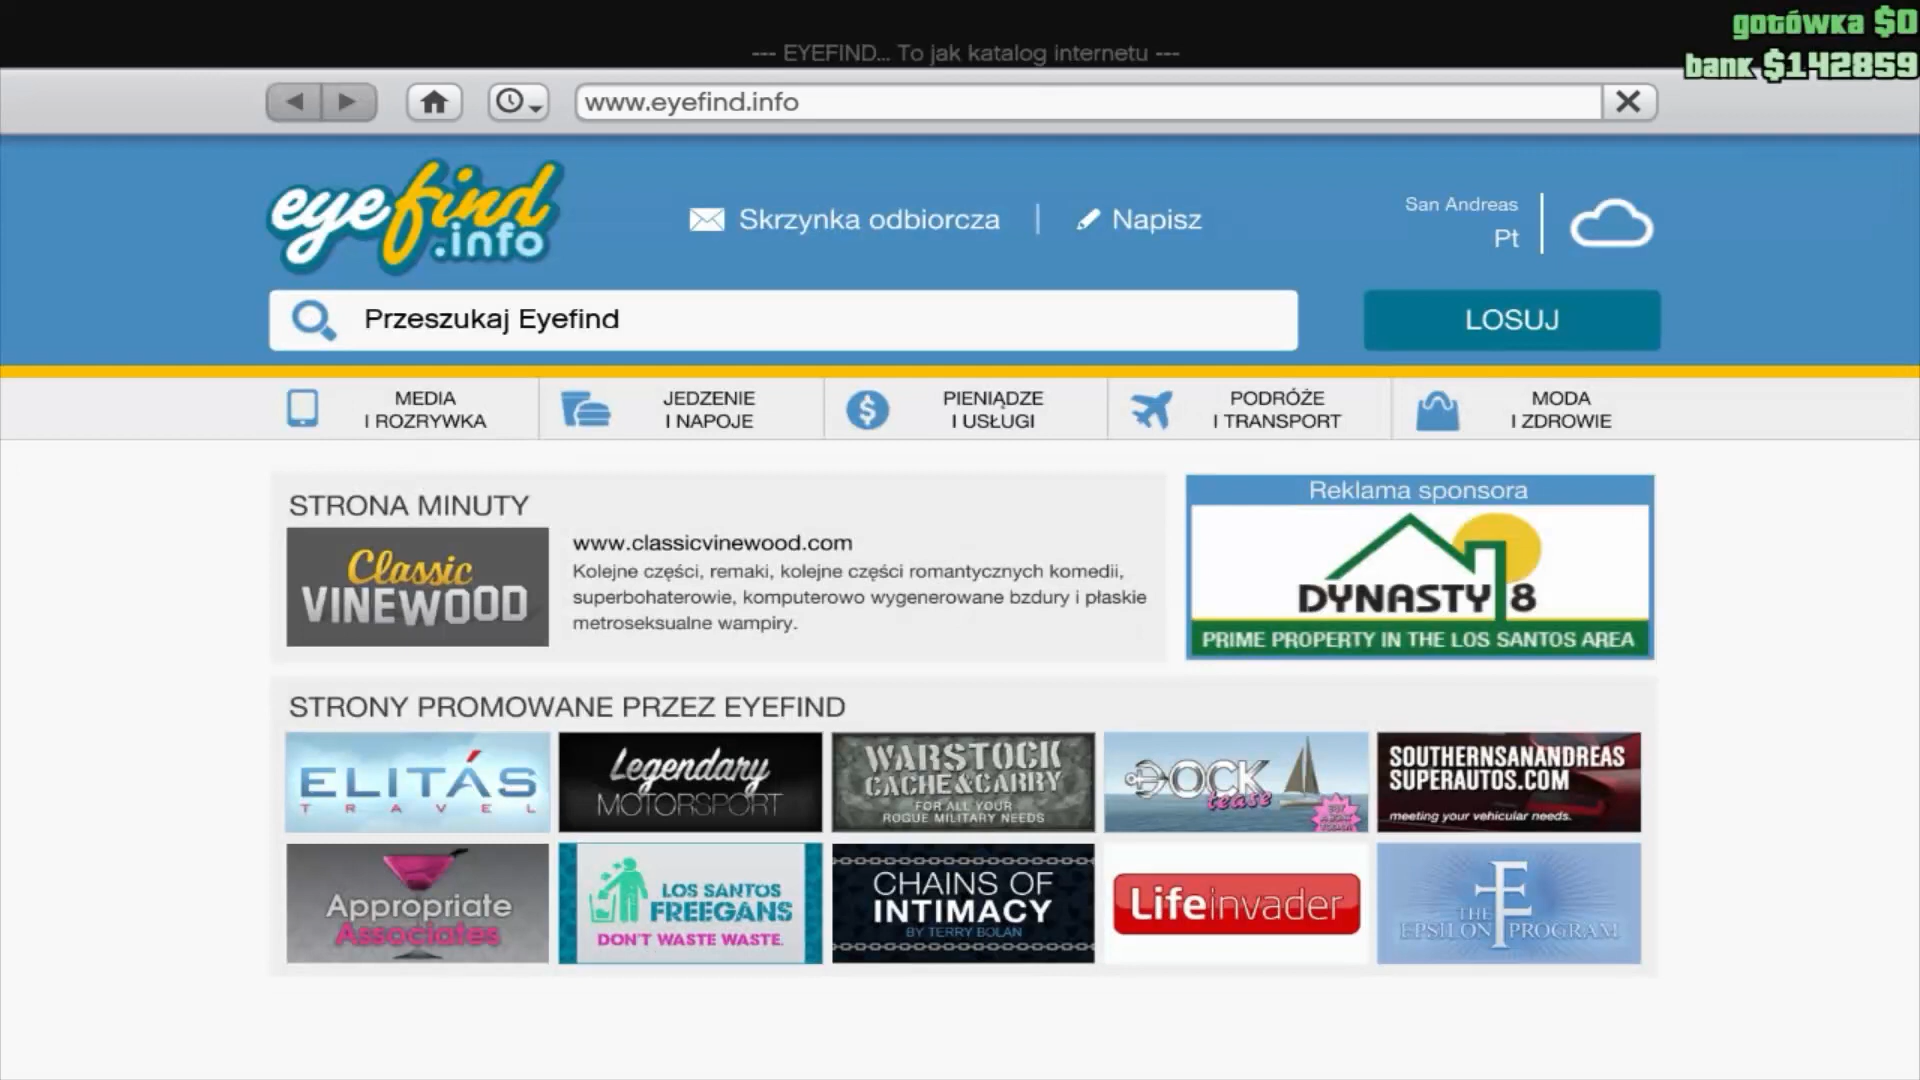 gotówka $0
--- EYEFIND... To jak katalog internetu ---
bank $142859
www.eyefind.info
eyefind
.info
Skrzynka odbiorcza
Napisz
San Andreas
Pt
Przeszukaj Eyefind
LOSUJ
MEDIA
I ROZRYWKA
JEDZENIE
I NAPOJE
PIENIĄDZE
I USŁUGI
PODRÓŻE
I TRANSPORT
MODA
I ZDROWIE
STRONA MINUTY
Classic
VINEWOOD
www.classicvinewood.com
Kolejne części, remaki, kolejne części romantycznych komedii,
superbohaterowie, komputerowo wygenerowane bzdury i płaskie
metroseksualne wampiry.
Reklama sponsora
DYNASTY 8
PRIME PROPERTY IN THE LOS SANTOS AREA
STRONY PROMOWANE PRZEZ EYEFIND
ELITÁS
TRAVEL
Legendary
MOTORSPORT
WARSTOCK
CACHE & CARRY
FOR ALL YOUR
ROGUE MILITARY NEEDS
DOCK
tease
SOUTHERNSANANDREAS
SUPERAUTOS.COM
meeting your vehicular needs.
Appropriate
Associates
LOS SANTOS
FREEGANS
DON'T WASTE WASTE.
CHAINS OF
INTIMACY
BY TERRY BOLAN
Lifeinvader
THE
EPSILON PROGRAM